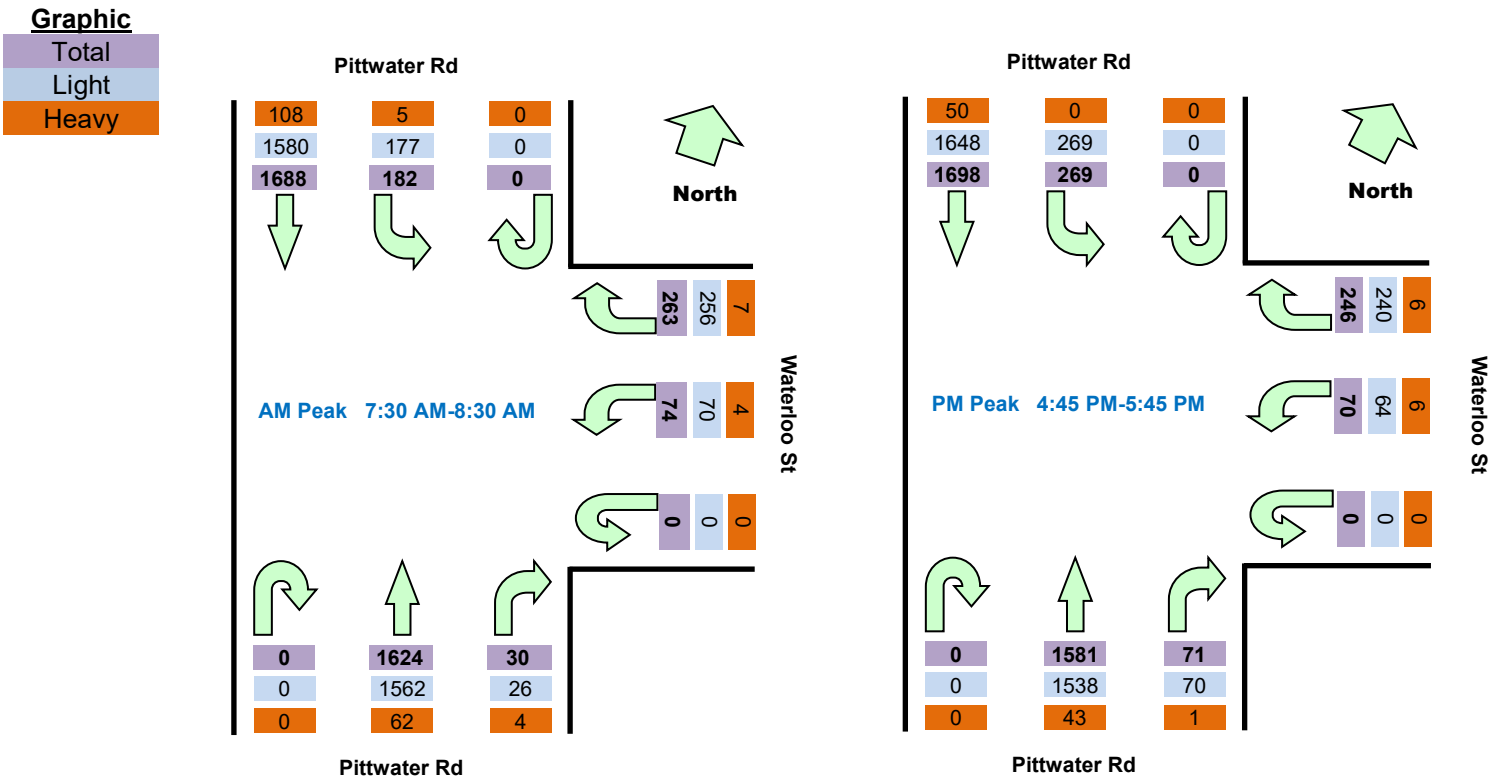 Graphic
Total
Light
Heavy
Pittwater Rd
108 5 0
1580 177 0
1688 182 0
North
263 256 7
AM Peak 7:30 AM-8:30 AM
74 70 4
Waterloo St
0 0 0
0 1624 30
0 1562 26
0 62 4
Pittwater Rd
Pittwater Rd
50 0 0
1648 269 0
1698 269 0
North
246 240 6
PM Peak 4:45 PM-5:45 PM
70 64 6
Waterloo St
0 0 0
0 1581 71
0 1538 70
0 43 1
Pittwater Rd